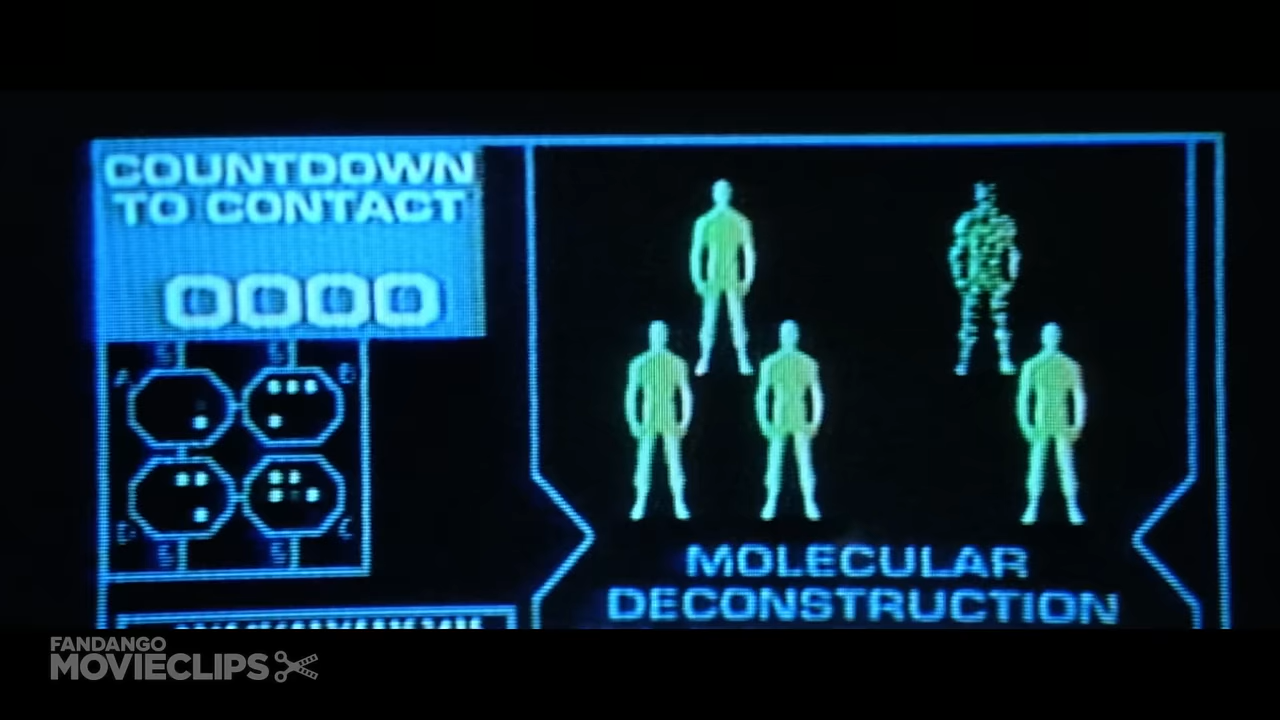 COUNTDOWN
TO CONTACT
0000
MOLECULAR
DECONSTRUCTION
FANDANGO
MOVIECLIPS